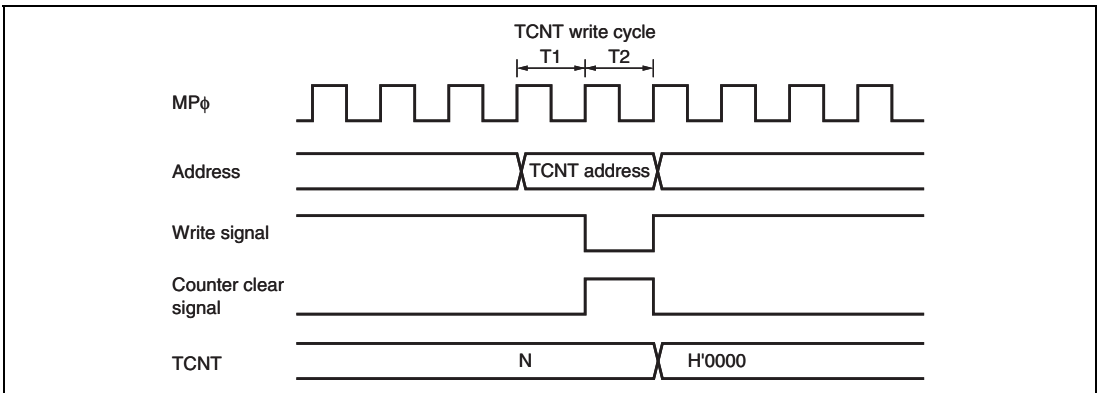 TCNT write cycle
T1 T2
MPϕ
Address
TCNT address
Write signal
Counter clear
signal
TCNT
N
H'0000